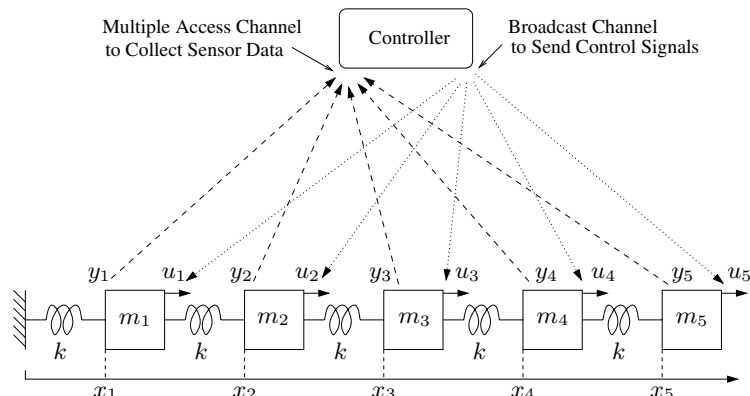 Multiple Access Channel
to Collect Sensor Data
Controller
Broadcast Channel
to Send Control Signals
y1 u1 y2 u2 y3 u3 y4 u4 y5 u5
m1 m2 m3 m4 m5
k k k k k
x1 x2 x3 x4 x5